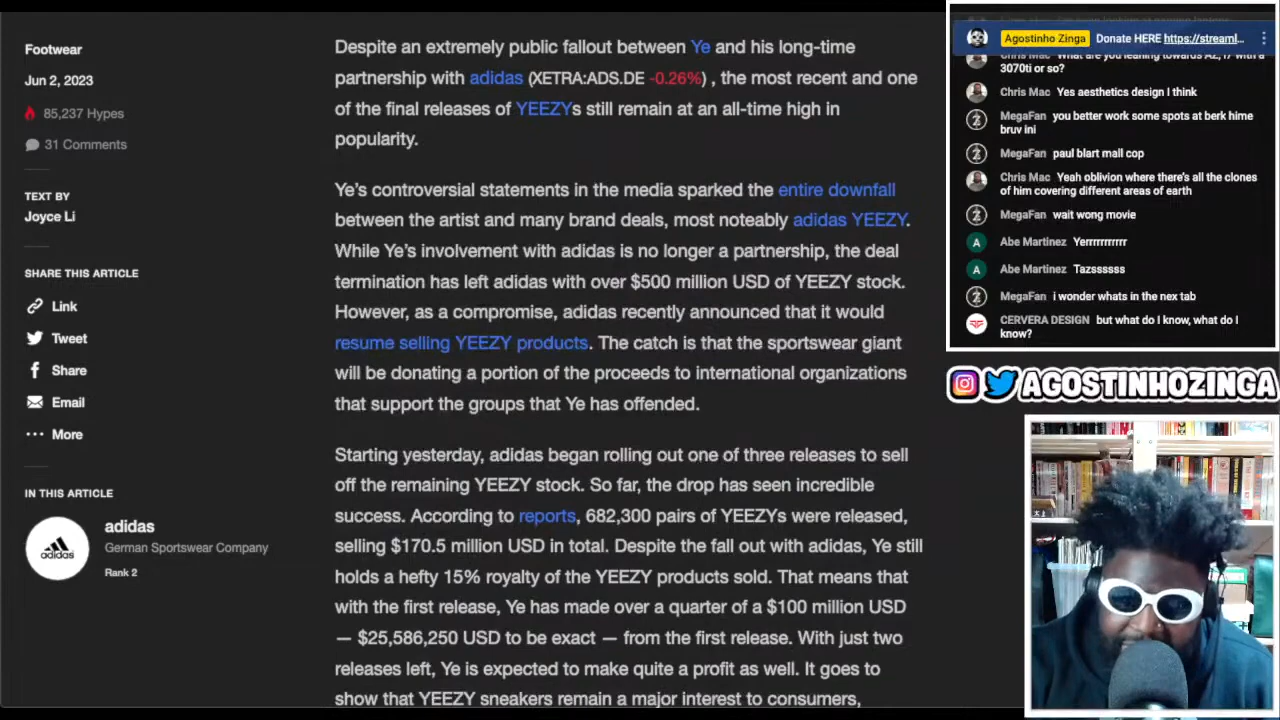 Footwear
Jun 2, 2023
85,237 Hypes
31 Comments
TEXT BY
Joyce Li
SHARE THIS ARTICLE
Link
Tweet
Share
Email
More
IN THIS ARTICLE
adidas
adidas
German Sportswear Company
Rank 2
Despite an extremely public fallout between Ye and his long-time
partnership with adidas (XETRA:ADS.DE -0.26%) , the most recent and one
of the final releases of YEEZYs still remain at an all-time high in
popularity.
Ye's controversial statements in the media sparked the entire downfall
between the artist and many brand deals, most noteably adidas YEEZY.
While Ye's involvement with adidas is no longer a partnership, the deal
termination has left adidas with over $500 million USD of YEEZY stock.
However, as a compromise, adidas recently announced that it would
resume selling YEEZY products. The catch is that the sportswear giant
will be donating a portion of the proceeds to international organizations
that support the groups that Ye has offended.
Starting yesterday, adidas began rolling out one of three releases to sell
off the remaining YEEZY stock. So far, the drop has seen incredible
success. According to reports, 682,300 pairs of YEEZYs were released,
selling $170.5 million USD in total. Despite the fall out with adidas, Ye still
holds a hefty 15% royalty of the YEEZY products sold. That means that
with the first release, Ye has made over a quarter of a $100 million USD
— $25,586,250 USD to be exact — from the first release. With just two
releases left, Ye is expected to make quite a profit as well. It goes to
show that YEEZY sneakers remain a major interest to consumers,
Agostinho Zinga Donate HERE https://streaml...
Chris Mac What are you leaning towards A2, i7 with a
3070ti or so?
Chris Mac Yes aesthetics design I think
MegaFan you better work some spots at berk hime
bruv ini
MegaFan paul blart mall cop
Chris Mac Yeah oblivion where there's all the clones
of him covering different areas of earth
MegaFan wait wong movie
A Abe Martinez Yerrrrrrrrrr
A Abe Martinez Tazsssss
MegaFan i wonder whats in the nex tab
CERVERA DESIGN but what do I know, what do I
know?
AGOSTINHOZINGA